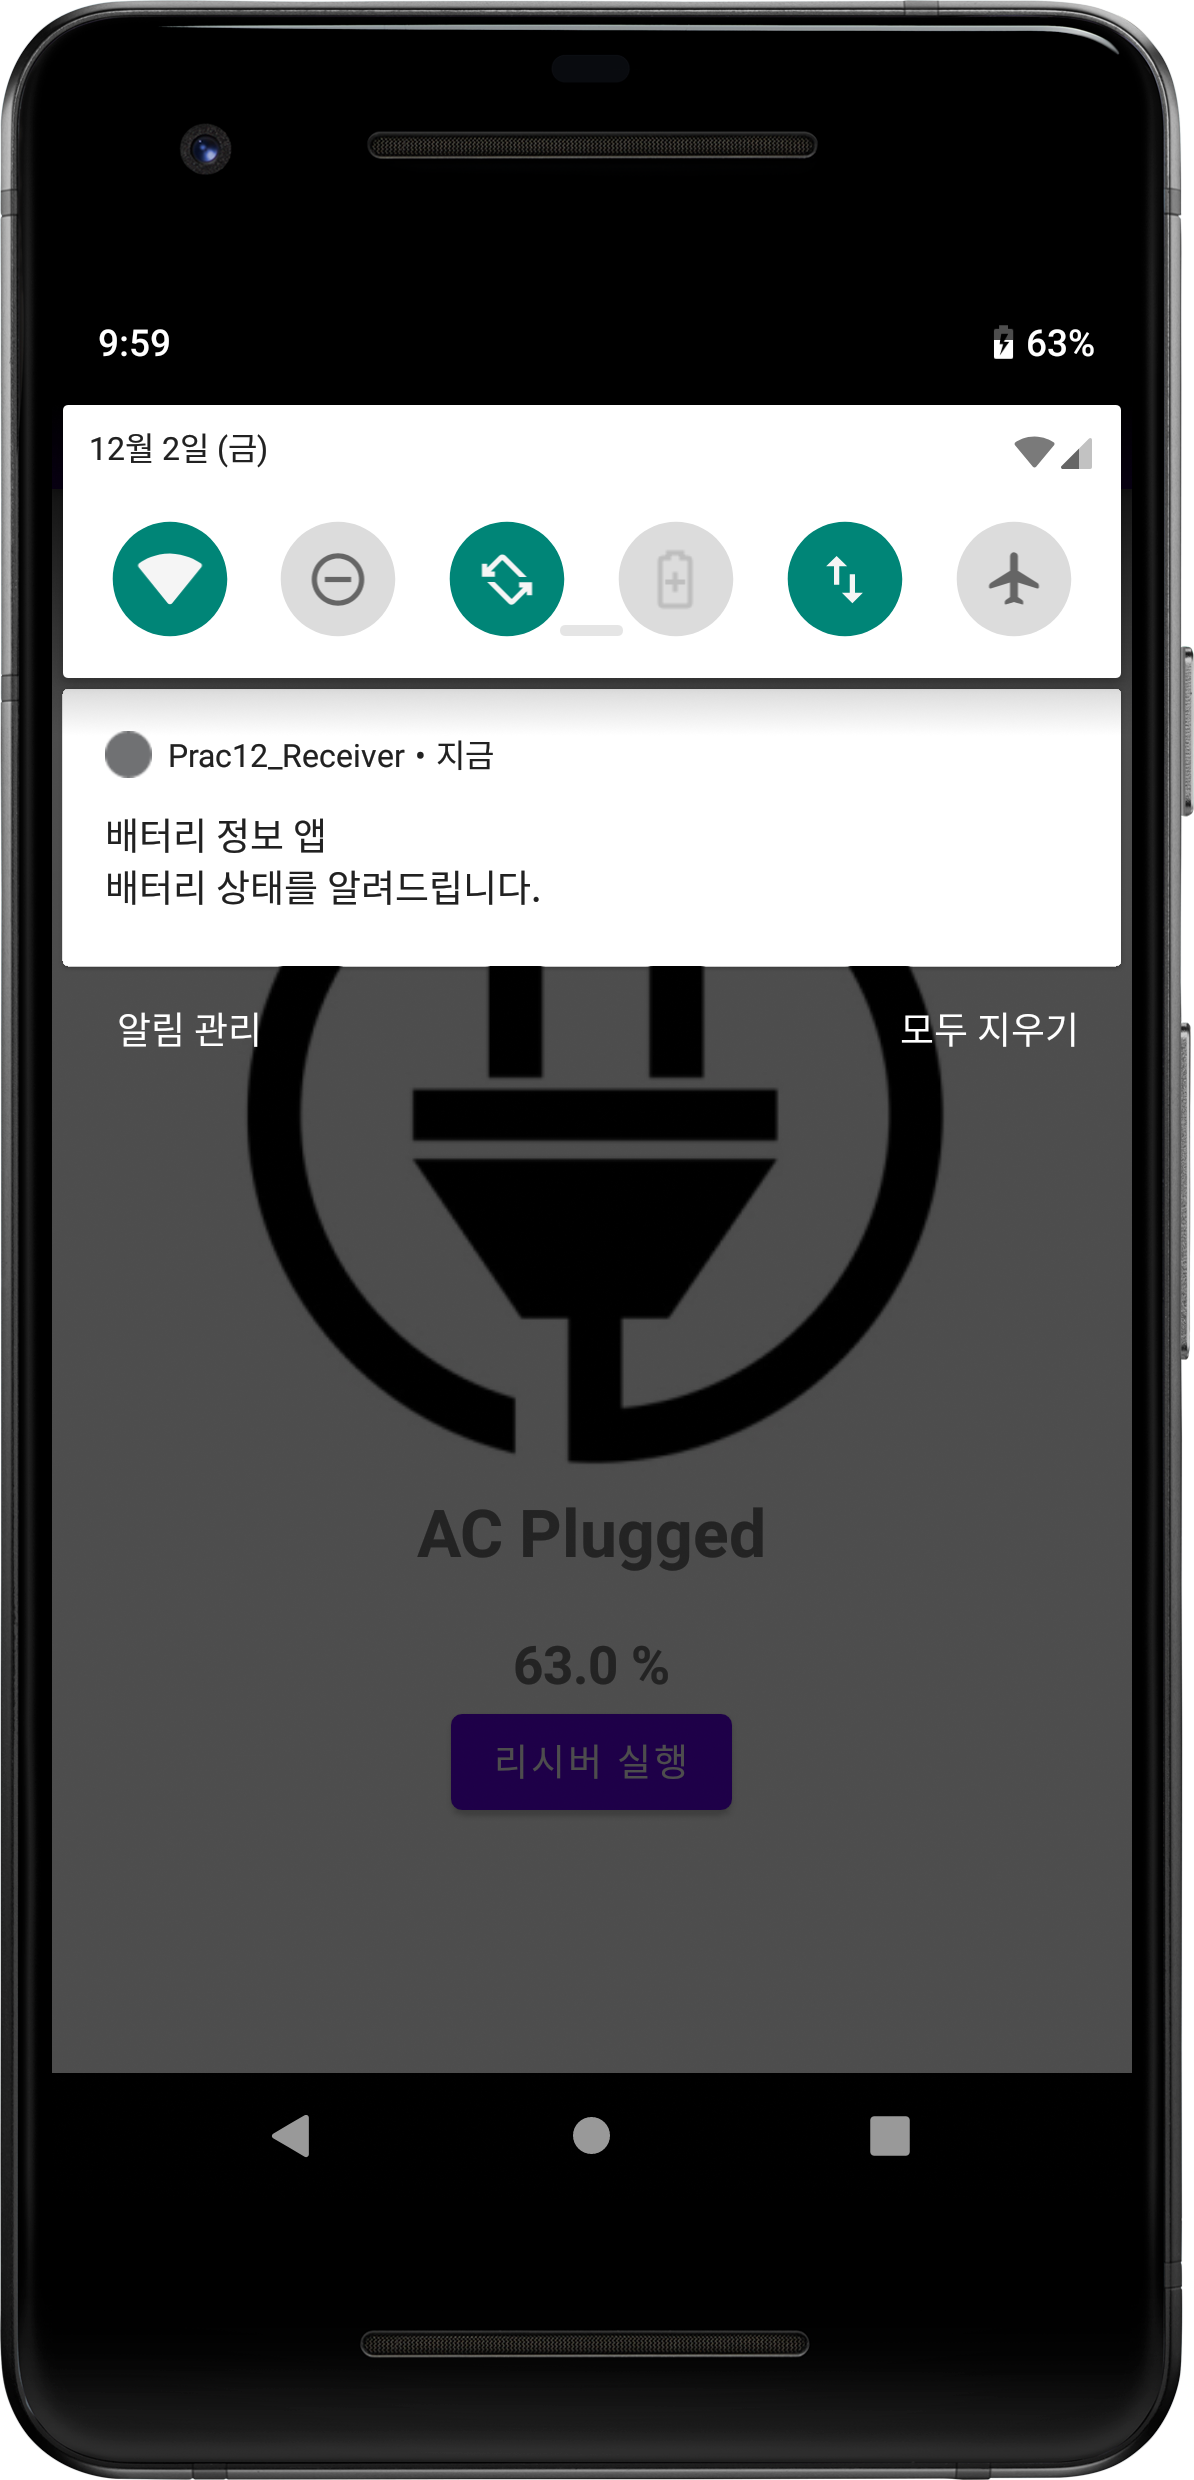 9:59
63%
12월 2일 (금)
Prac12_Receiver • 지금
배터리 정보 앱
배터리 상태를 알려드립니다.
알림 관리
모두 지우기
AC Plugged
63.0 %
리시버 실행